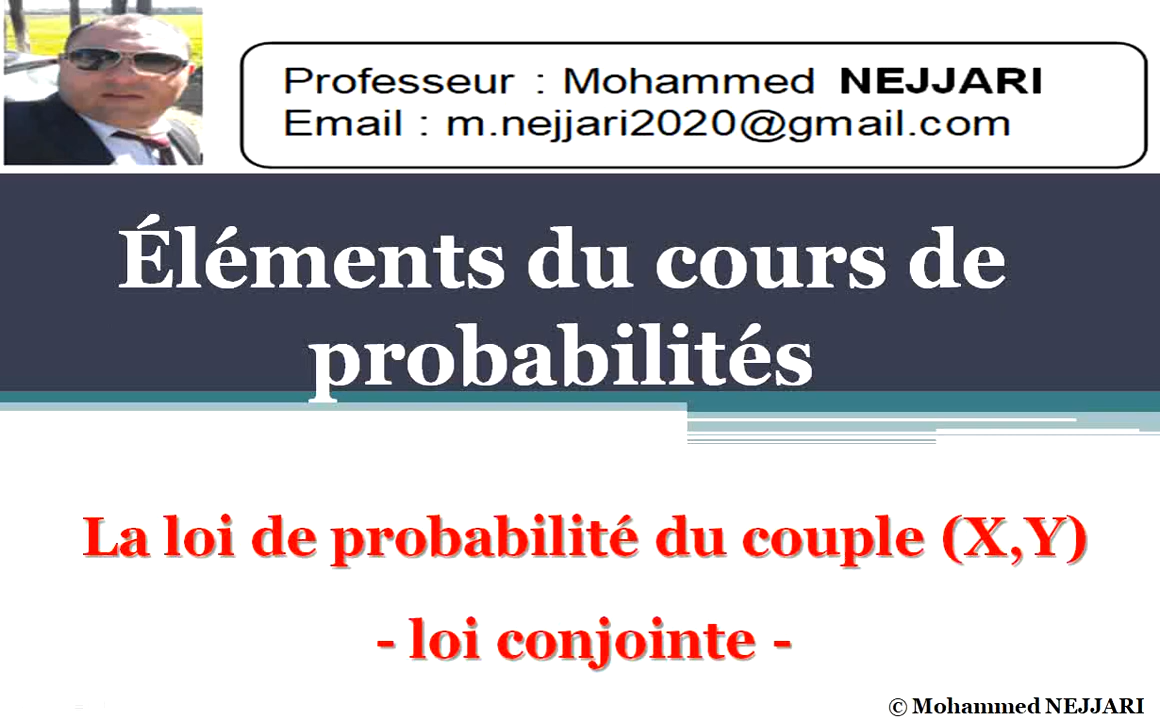 Professeur : Mohammed NEJJARI
Email : m.nejjari2020@gmail.com
Éléments du cours de
probabilités
La loi de probabilité du couple (X,Y)
- loi conjointe -
© Mohammed NEJJARI